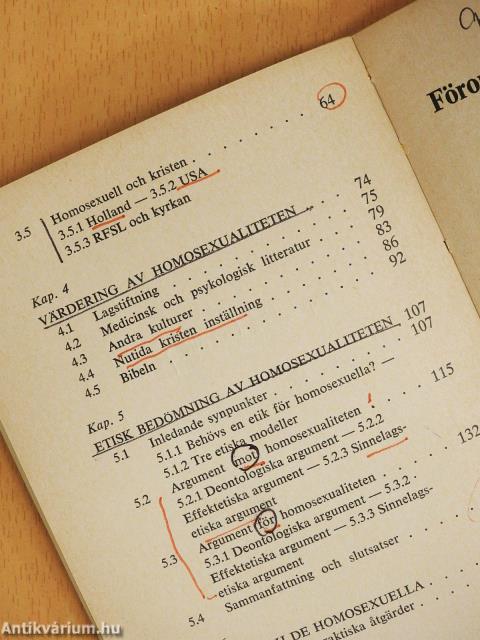 64
3.5 Homosexuell och kristen . . . . . . . . .
3.5.1 Holland — 3.5.2 USA
3.5.3 RFSL och kyrkan
Kap. 4
VÄRDERING AV HOMOSEXUALITETEN . . 74
4.1 Lagstiftning . . . . . . . . . 75
4.2 Medicinsk och psykologisk litteratur 79
4.3 Andra kulturer . . . . . . . 83
4.4 Nutida kristen inställning . . . . 86
4.5 Bibeln . . . . . . . . . 92
Kap. 5
ETISK BEDÖMNING AV HOMOSEXUALITETEN 107
5.1 Inledande synpunkter . . . . . . . 107
5.1.1 Behövs en etik för homosexuella? —
5.1.2 Tre etiska modeller
5.2 Argument mot homosexualiteten . . . . 115
5.2.1 Deontologiska argument — 5.2.2
Effektetiska argument — 5.2.3 Sinnelags-
etiska argument
5.3 Argument för homosexualiteten . . . . 132
5.3.1 Deontologiska argument — 5.3.2.
Effektetiska argument — 5.3.3 Sinnelags-
etiska argument
5.4 Sammanfattning och slutsatser . . . .
DE HOMOSEXUELLA . .
åtgärder
Föror
Antikvárium.hu